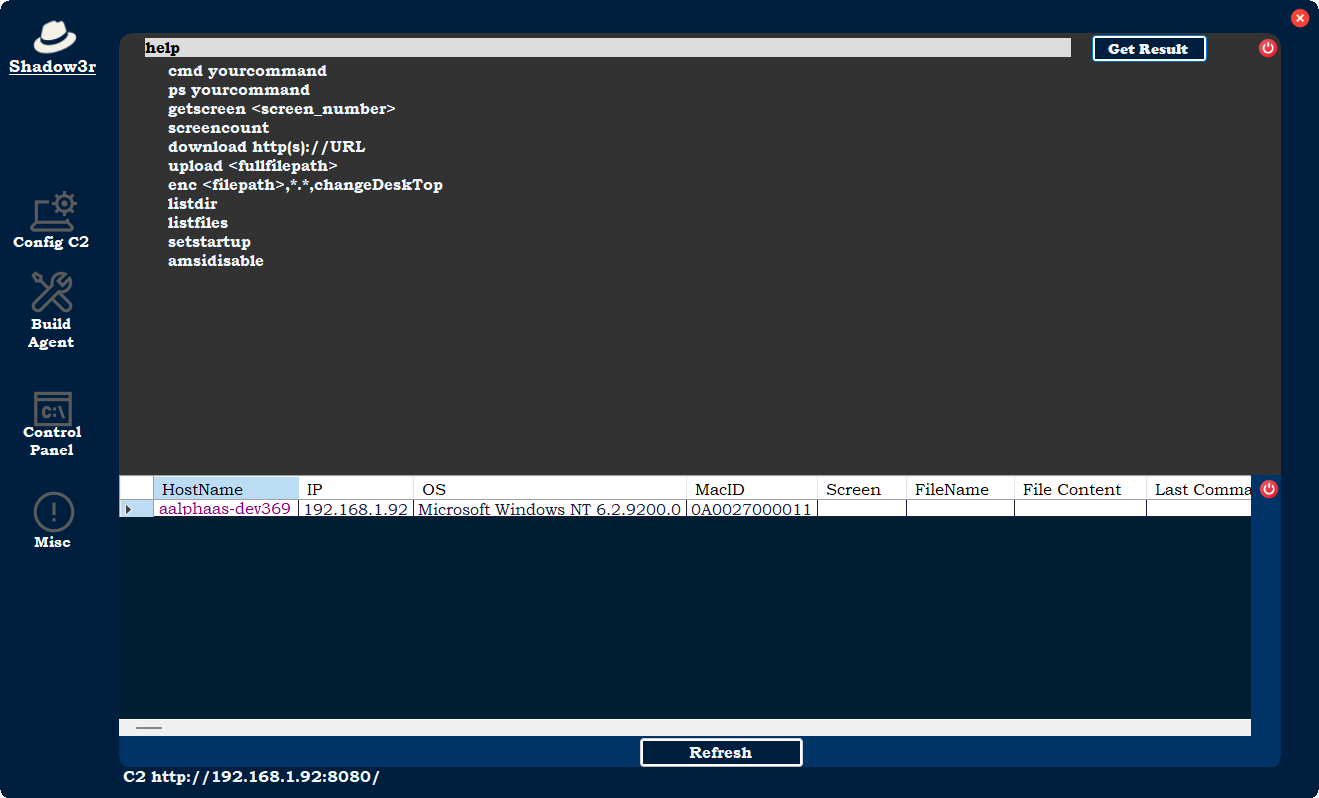 Shadow3r
help
Get Result
cmd yourcommand
ps yourcommand
getscreen <screen_number>
screencount
download http(s)://URL
upload <fullfilepath>
enc <filepath>,*.*,changeDeskTop
listdir
listfiles
setstartup
amsidisable
Config C2
Build
Agent
C:\
Control
Panel
Misc
HostName IP OS MacID Screen FileName File Content Last Comma
aalphaas-dev369 192.168.1.92 Microsoft Windows NT 6.2.9200.0 0A0027000011
Refresh
C2 http://192.168.1.92:8080/